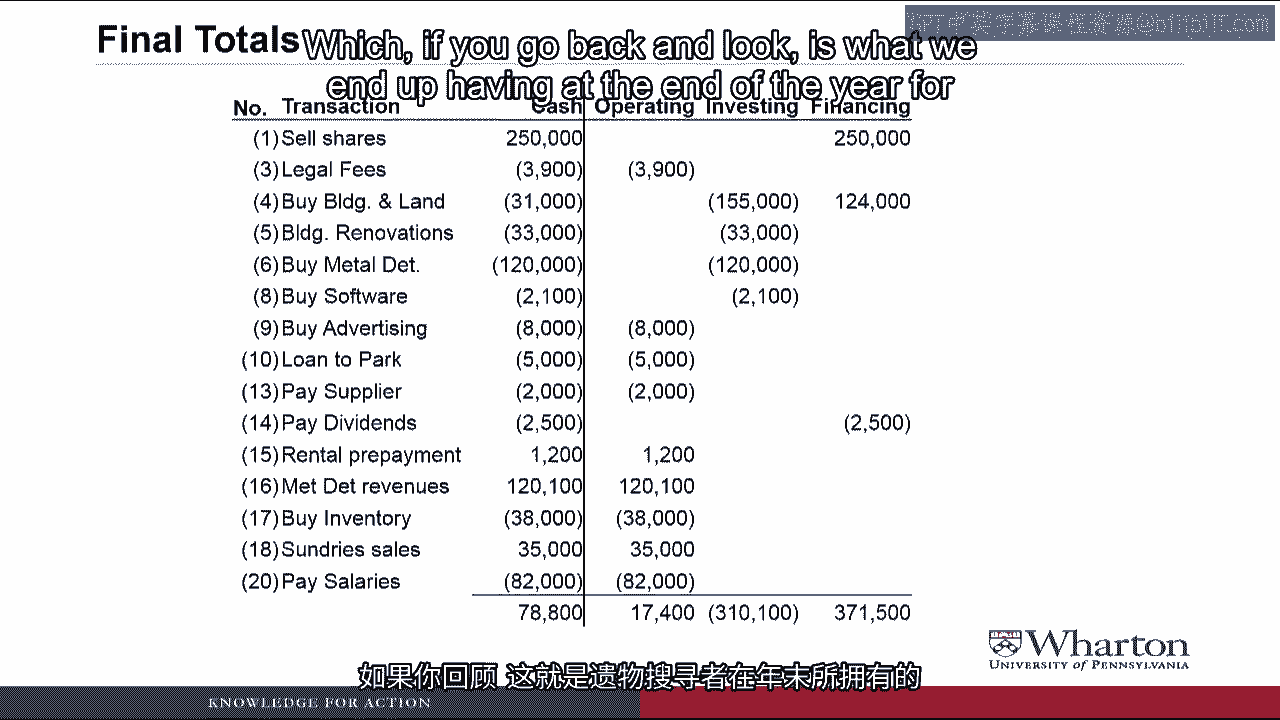 Final Totals
Which, if you go back and look, is what we
end up having at the end of the year for
No. Transaction Cash Operating Investing Financing
(1) Sell shares 250,000 250,000
(3) Legal Fees (3,900) (3,900)
(4) Buy Bldg. & Land (31,000) (155,000) 124,000
(5) Bldg. Renovations (33,000) (33,000)
(6) Buy Metal Det. (120,000) (120,000)
(8) Buy Software (2,100) (2,100)
(9) Buy Advertising (8,000) (8,000)
(10) Loan to Park (5,000) (5,000)
(13) Pay Supplier (2,000) (2,000)
(14) Pay Dividends (2,500) (2,500)
(15) Rental prepayment 1,200 1,200
(16) Met Det revenues 120,100 120,100
(17) Buy Inventory (38,000) (38,000)
(18) Sundries sales 35,000 35,000
(20) Pay Salaries (82,000) (82,000)
78,800 17,400 (310,100) 371,500
Wharton
UNIVERSITY of PENNSYLVANIA
如果你回顾 这就是遗物搜寻者在年末所拥有的
KNOWLEDGE FOR ACTION